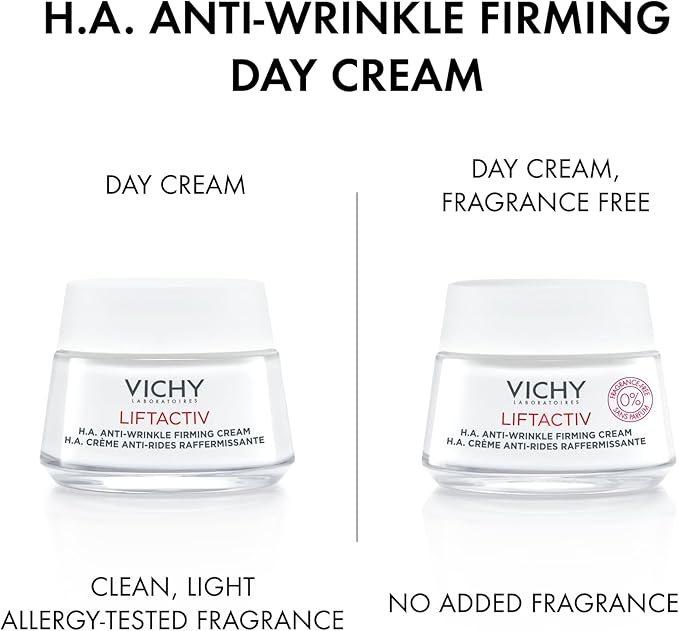 H.A. ANTI-WRINKLE FIRMING
DAY CREAM
DAY CREAM
VICHY
LABORATOIRES
LIFTACTIV
H.A. ANTI-WRINKLE FIRMING CREAM
H.A. CRÈME ANTI-RIDES RAFFERMISSANTE
CLEAN, LIGHT
ALLERGY-TESTED FRAGRANCE
DAY CREAM,
FRAGRANCE FREE
VICHY
LABORATOIRES
LIFTACTIV
H.A. ANTI-WRINKLE FIRMING CREAM
H.A. CRÈME ANTI-RIDES RAFFERMISSANTE
FRAGRANCE-FREE
0%
SANS PARFUM
NO ADDED FRAGRANCE